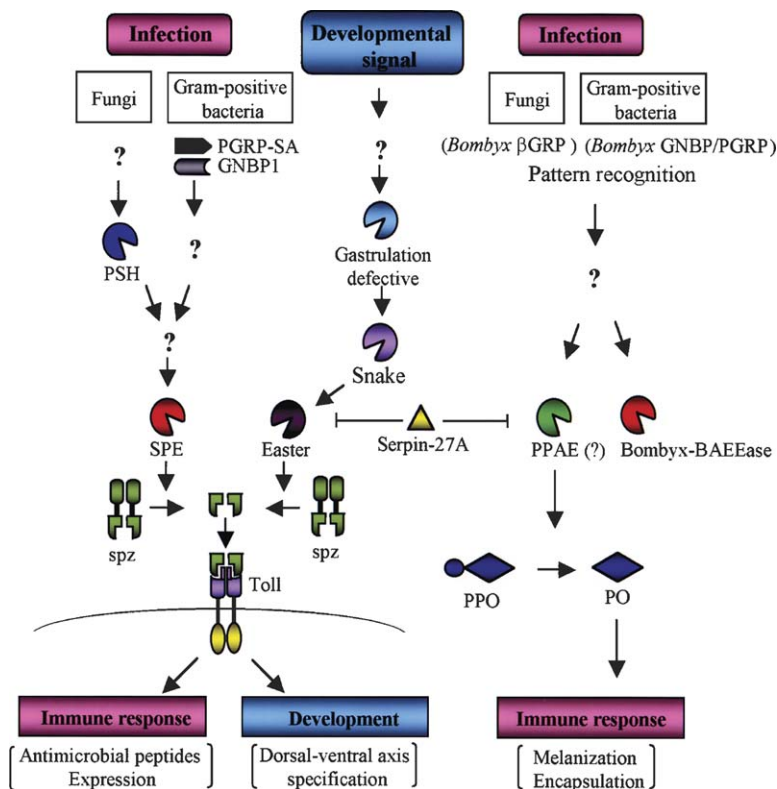 Infection
Developmental
signal
Infection
Fungi
Gram-positive
bacteria
Fungi
Gram-positive
bacteria
PGRP-SA
GNBP1
?
?
(Bombyx βGRP) (Bombyx GNBP/PGRP)
Pattern recognition
PSH
?
Gastrulation
defective
?
?
Snake
SPE
Easter
Serpin-27A
PPAE (?)
Bombyx-BAEEase
spz
spz
Toll
PPO
PO
Immune response
Development
Immune response
Antimicrobial peptides
Expression
Dorsal-ventral axis
specification
Melanization
Encapsulation